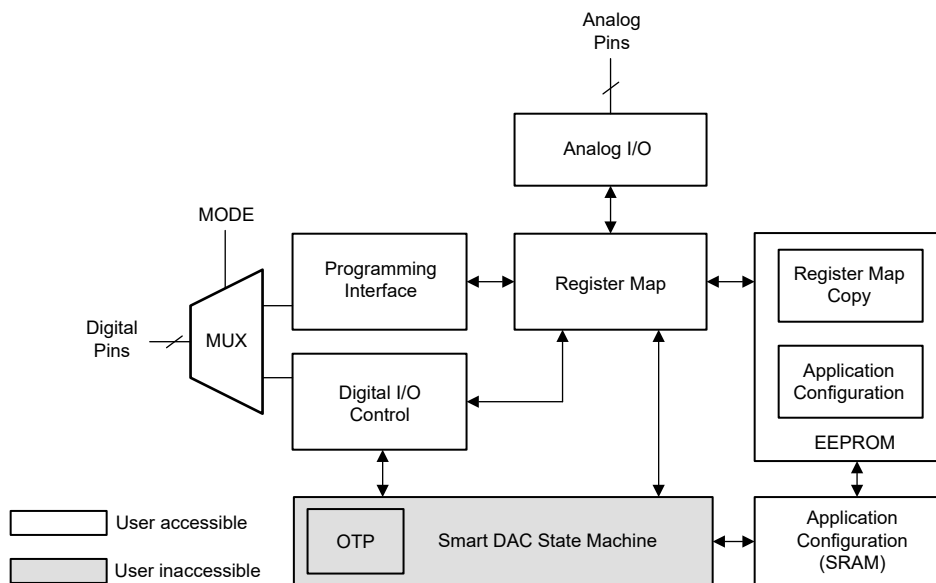 Analog
Pins
Analog I/O
MODE
Programming
Interface
Register Map
Register Map
Copy
Digital
Pins
MUX
Digital I/O
Control
Application
Configuration
EEPROM
User accessible
User inaccessible
OTP
Smart DAC State Machine
Application
Configuration
(SRAM)